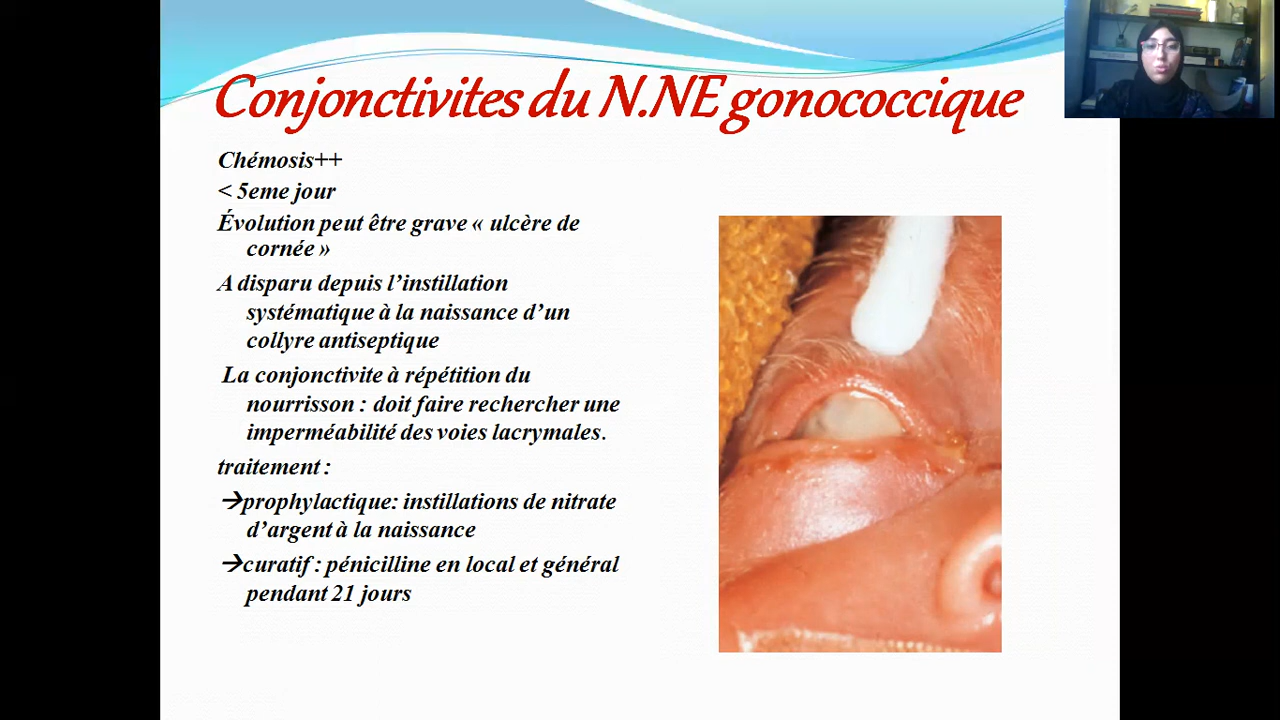 Conjonctivites du N.NE gonococcique
Chémosis++
< 5eme jour
Évolution peut être grave « ulcère de
cornée »
A disparu depuis l’instillation
systématique à la naissance d’un
collyre antiseptique
La conjonctivite à répétition du
nourrisson : doit faire rechercher une
imperméabilité des voies lacrymales.
traitement :
→prophylactique: instillations de nitrate
d’argent à la naissance
→curatif : pénicilline en local et général
pendant 21 jours